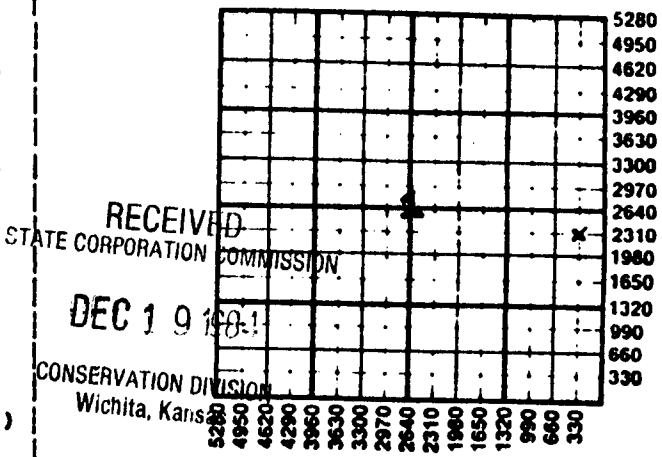 5280
4950
4620
4290
3960
3630
3300
2970
2640
2310
1980
1650
1320
990
660
330
RECEIVED
STATE CORPORATION COMMISSION
DEC 1 9
CONSERVATION DIVISION
Wichita, Kansas
5280 4950 4620 4290 3960 3630 3300 2970 2640 2310 1980 1650 1320 990 660 330
)